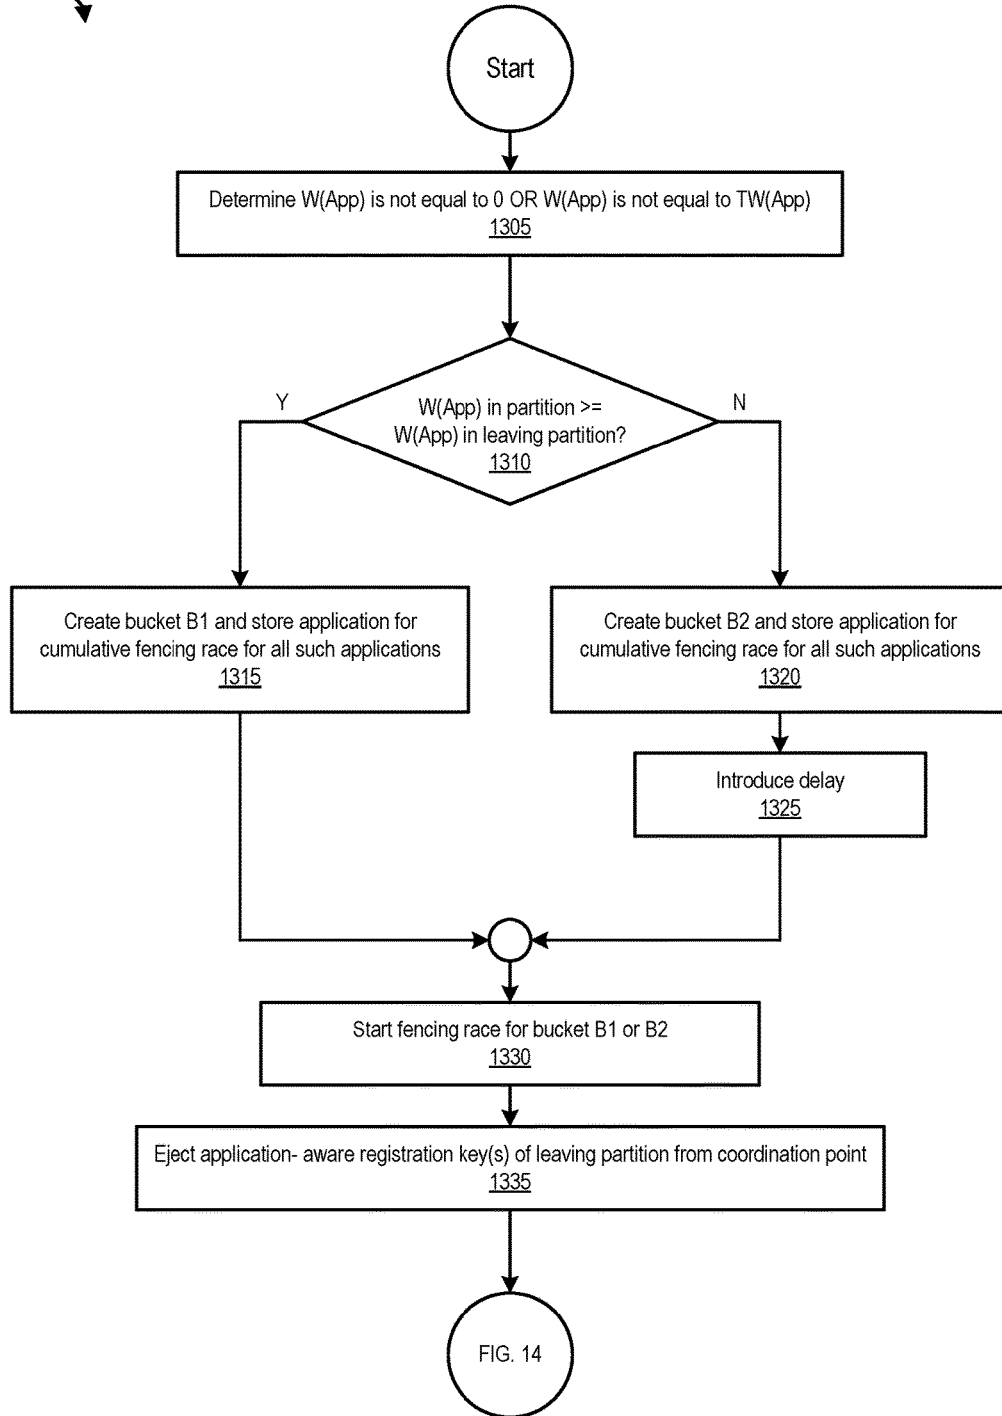 Start
Determine W(App) is not equal to 0 OR W(App) is not equal to TW(App)
1305
Y
N
W(App) in partition >=
W(App) in leaving partition?
1310
Create bucket B1 and store application for
cumulative fencing race for all such applications
1315
Create bucket B2 and store application for
cumulative fencing race for all such applications
1320
Introduce delay
1325
Start fencing race for bucket B1 or B2
1330
Eject application- aware registration key(s) of leaving partition from coordination point
1335
FIG. 14